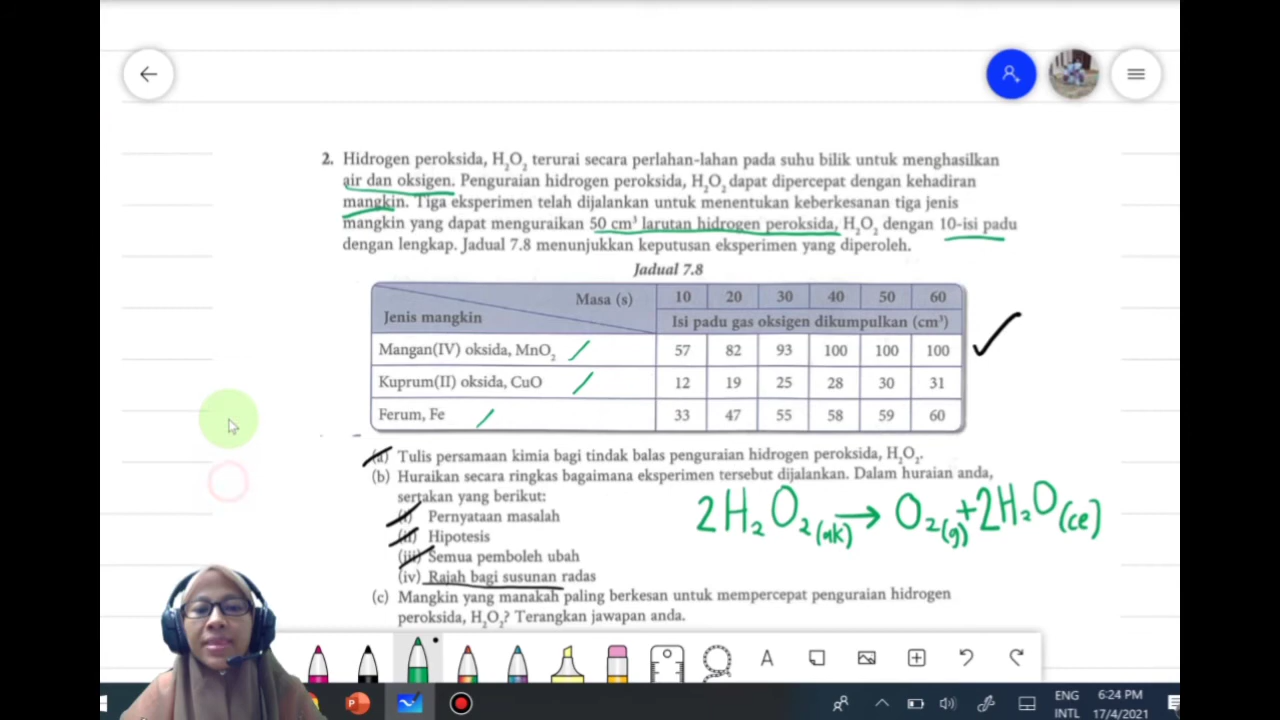 2. Hidrogen peroksida, H₂O₂ terurai secara perlahan-lahan pada suhu bilik untuk menghasilkan
air dan oksigen. Penguraian hidrogen peroksida, H₂O₂ dapat dipercepat dengan kehadiran
mangkin. Tiga eksperimen telah dijalankan untuk menentukan keberkesanan tiga jenis
mangkin yang dapat menguraikan 50 cm³ larutan hidrogen peroksida, H₂O₂ dengan 10-isi padu
dengan lengkap. Jadual 7.8 menunjukkan keputusan eksperimen yang diperoleh.
Jadual 7.8
Masa (s) 10 20 30 40 50 60
Jenis mangkin Isi padu gas oksigen dikumpulkan (cm³)
Mangan(IV) oksida, MnO₂ 57 82 93 100 100 100
Kuprum(II) oksida, CuO 12 19 25 28 30 31
Ferum, Fe 33 47 55 58 59 60
(a) Tulis persamaan kimia bagi tindak balas penguraian hidrogen peroksida, H₂O₂.
(b) Huraikan secara ringkas bagaimana eksperimen tersebut dijalankan. Dalam huraian anda,
sertakan yang berikut:
(i) Pernyataan masalah
(ii) Hipotesis
(iii) Semua pemboleh ubah
(iv) Rajah bagi susunan radas
2H₂O₂(ak) → O₂(g) + 2H₂O(ce)
(c) Mangkin yang manakah paling berkesan untuk mempercepat penguraian hidrogen
peroksida, H₂O₂? Terangkan jawapan anda.
A
ENG
INTL
6:24 PM
17/4/2021